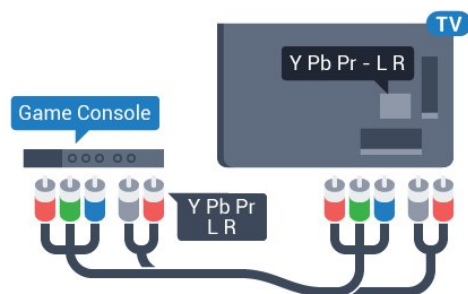 TV
Y Pb Pr - L R
Game Console
Y Pb Pr
L R